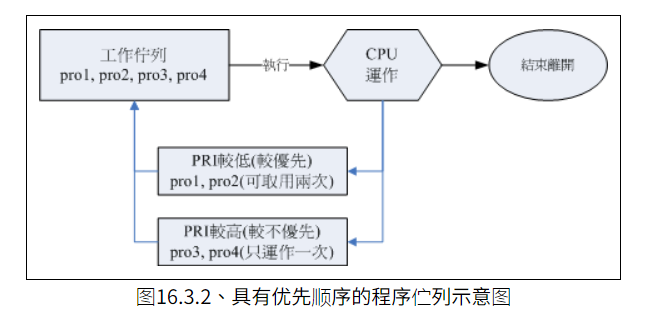 工作佇列
pro1, pro2, pro3, pro4
執行
CPU
運作
結束離開
PRI較低(較優先)
pro1, pro2(可取用兩次)
PRI較高(較不優先)
pro3, pro4(只運作一次)
图16.3.2、具有优先顺序的程序伫列示意图